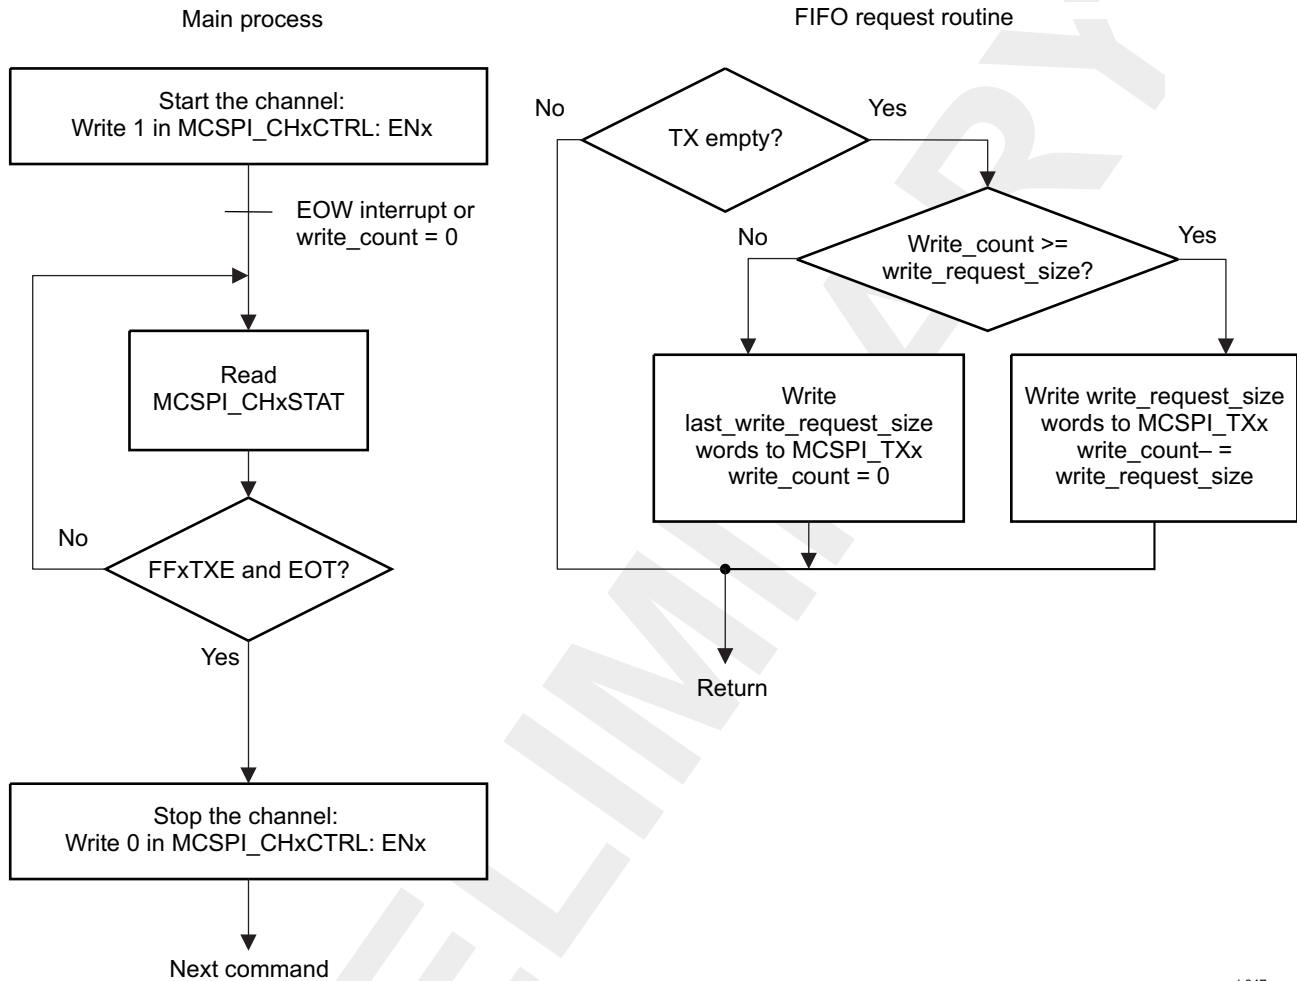 Main process
Start the channel:
Write 1 in MCSPI_CHxCTRL: ENx
EOW interrupt or
write_count = 0
Read
MCSPI_CHxSTAT
No
FFxTXE and EOT?
Yes
Stop the channel:
Write 0 in MCSPI_CHxCTRL: ENx
Next command
FIFO request routine
No
TX empty?
Yes
No
Write_count >=
write_request_size?
Yes
Write
last_write_request_size
words to MCSPI_TXx
write_count = 0
Write write_request_size
words to MCSPI_TXx
write_count– =
write_request_size
Return
ELIMINARY